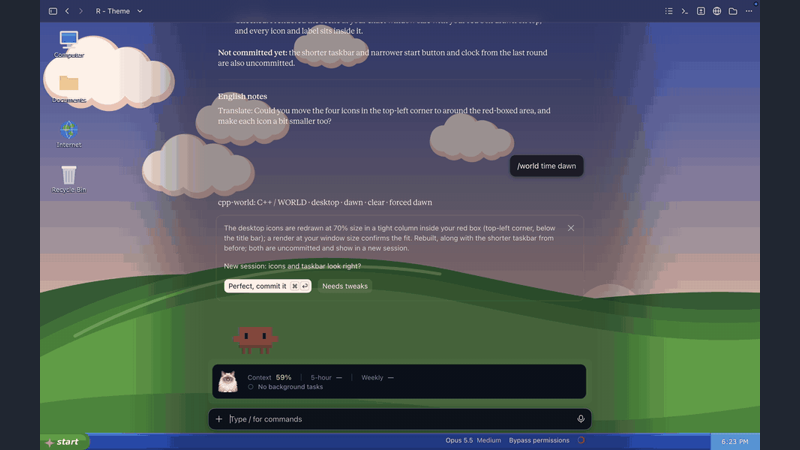 R - Theme
and every icon and label sits inside it.
Not committed yet: the shorter taskbar and narrower start button and clock from the last round
are also uncommitted.
English notes
Translate: Could you move the four icons in the top-left corner to around the red-boxed area, and
make each icon a bit smaller too?
/world time dawn
cpp-world: C++ / WORLD · desktop · dawn · clear · forced dawn
The desktop icons are redrawn at 70% size in a tight column inside your red box (top-left corner, below
the title bar); a render at your window size confirms the fit. Rebuilt, along with the shorter taskbar from
before; both are uncommitted and show in a new session.
New session: icons and taskbar look right?
Perfect, commit it
Needs tweaks
Computer
Documents
Internet
Recycle Bin
Context 59% 5-hour — Weekly —
No background tasks
Type / for commands
Opus 5.5 Medium Bypass permissions
start
6:23 PM